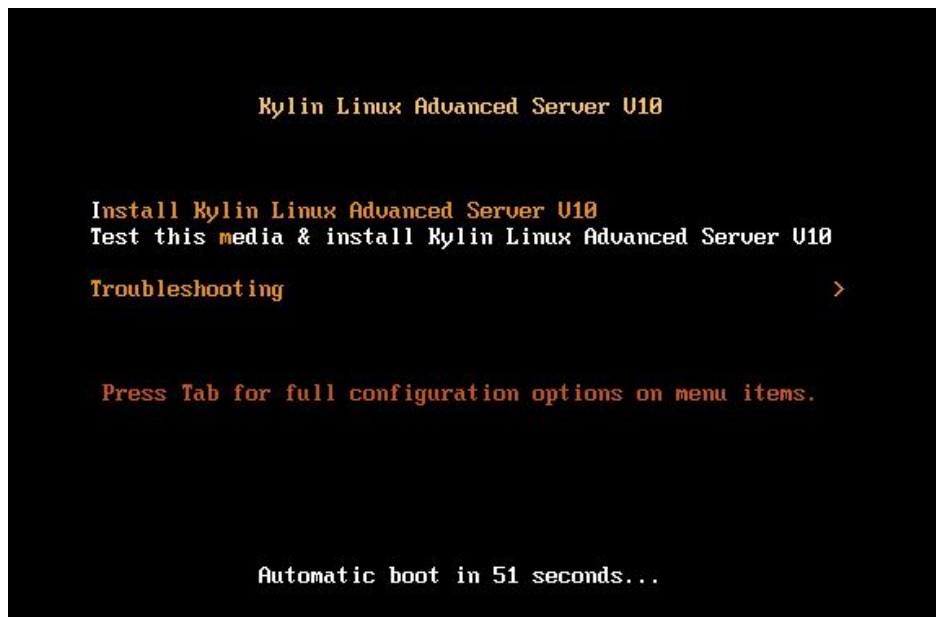 Kylin Linux Advanced Server V10
Install Kylin Linux Advanced Server V10
Test this media & install Kylin Linux Advanced Server V10
Troubleshooting >
Press Tab for full configuration options on menu items.
Automatic boot in 51 seconds...